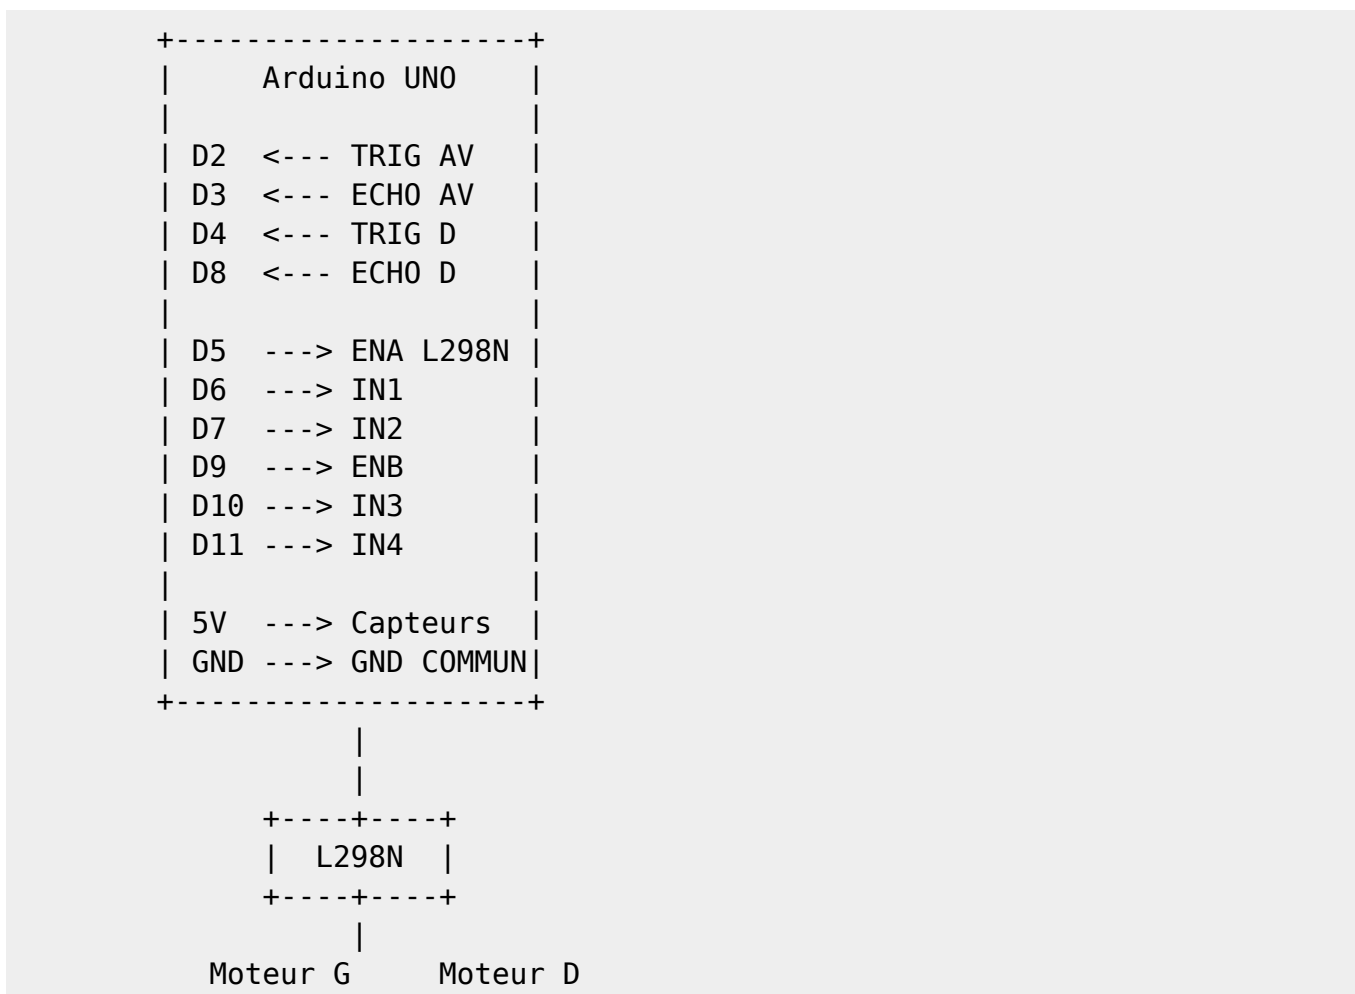 +--------------------+
|     Arduino UNO    |
|                    |
| D2  <--- TRIG AV   |
| D3  <--- ECHO AV   |
| D4  <--- TRIG D    |
| D8  <--- ECHO D    |
|                    |
| D5  ---> ENA L298N |
| D6  ---> IN1       |
| D7  ---> IN2       |
| D9  ---> ENB       |
| D10 ---> IN3       |
| D11 ---> IN4       |
|                    |
| 5V  ---> Capteurs  |
| GND ---> GND COMMUN|
+--------------------+
           |
           |
      +----+----+
      |  L298N  |
      +----+----+
           |
   Moteur G     Moteur D